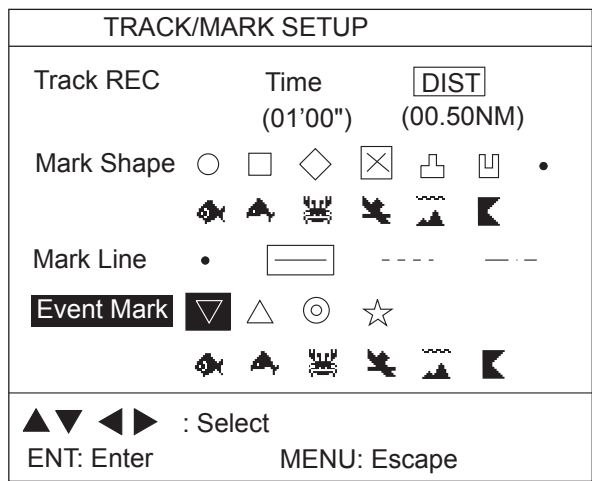 TRACK/MARK SETUP
Track REC Time DIST
(01'00") (00.50NM)
Mark Shape
Mark Line
Event Mark
: Select
ENT: Enter MENU: Escape